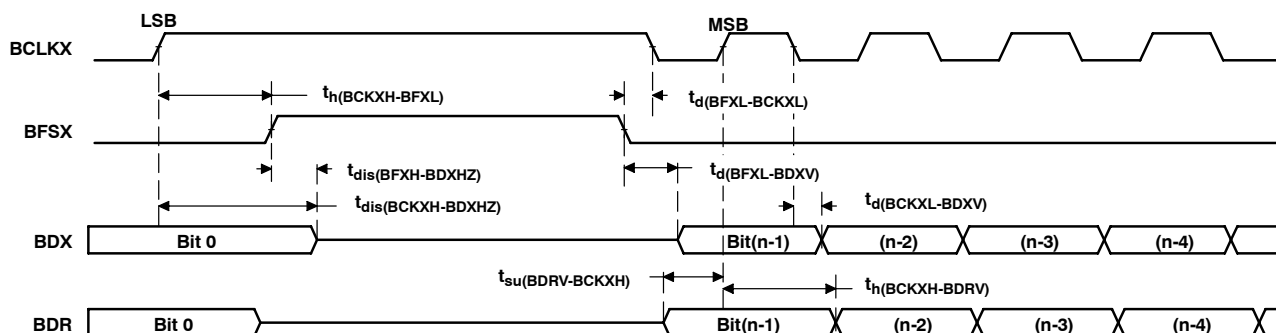 LSB
MSB
BCLKX
th(BCKXH-BFXL)
td(BFXL-BCKXL)
BFSX
tdis(BFXH-BDXHZ)
td(BFXL-BDXV)
tdis(BCKXH-BDXHZ)
td(BCKXL-BDXV)
BDX
Bit 0
Bit(n-1)
(n-2)
(n-3)
(n-4)
tsu(BDRV-BCKXH)
th(BCKXH-BDRV)
BDR
Bit 0
Bit(n-1)
(n-2)
(n-3)
(n-4)